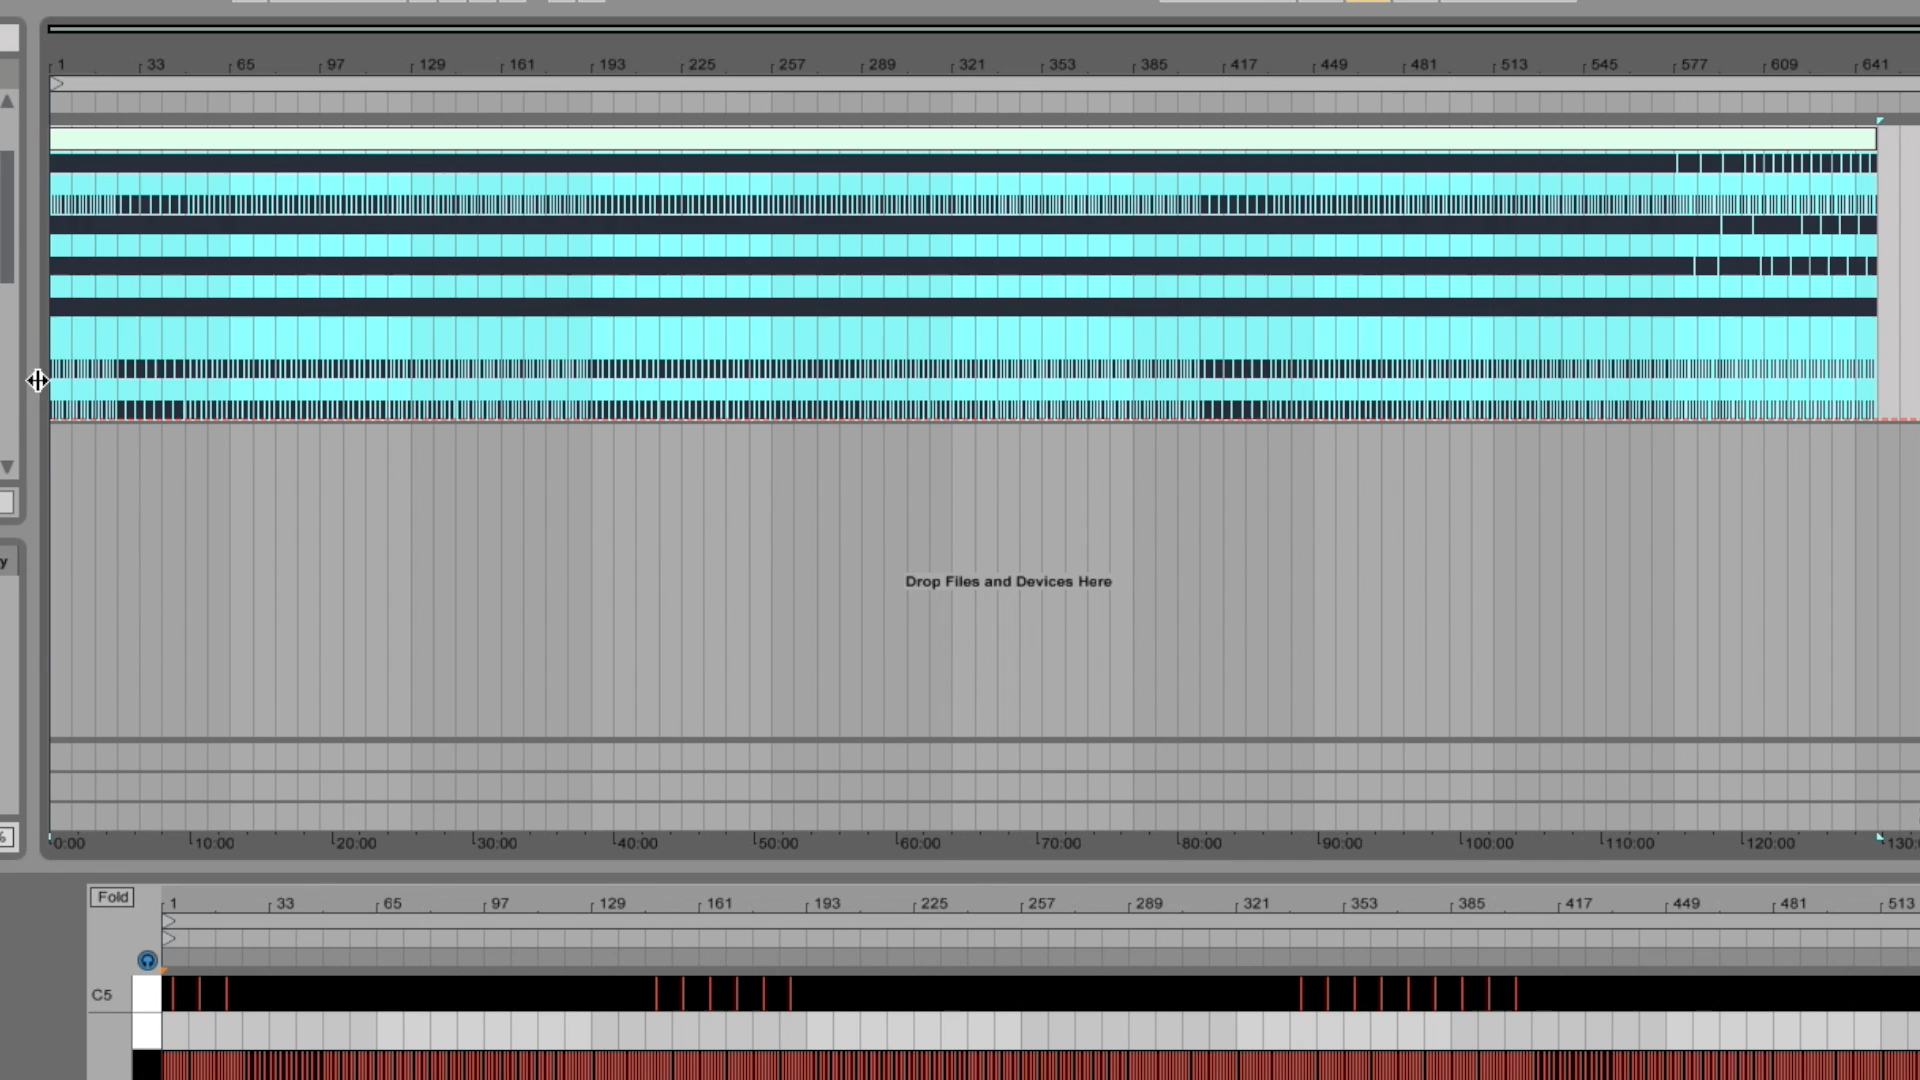 1 33 65 97 129 161 193 225 257 289 321 353 385 417 449 481 513 545 577 609 641
y
Drop Files and Devices Here
%
0:00 10:00 20:00 30:00 40:00 50:00 60:00 70:00 80:00 90:00 100:00 110:00 120:00 130:0
Fold
1 33 65 97 129 161 193 225 257 289 321 353 385 417 449 481 513
C5